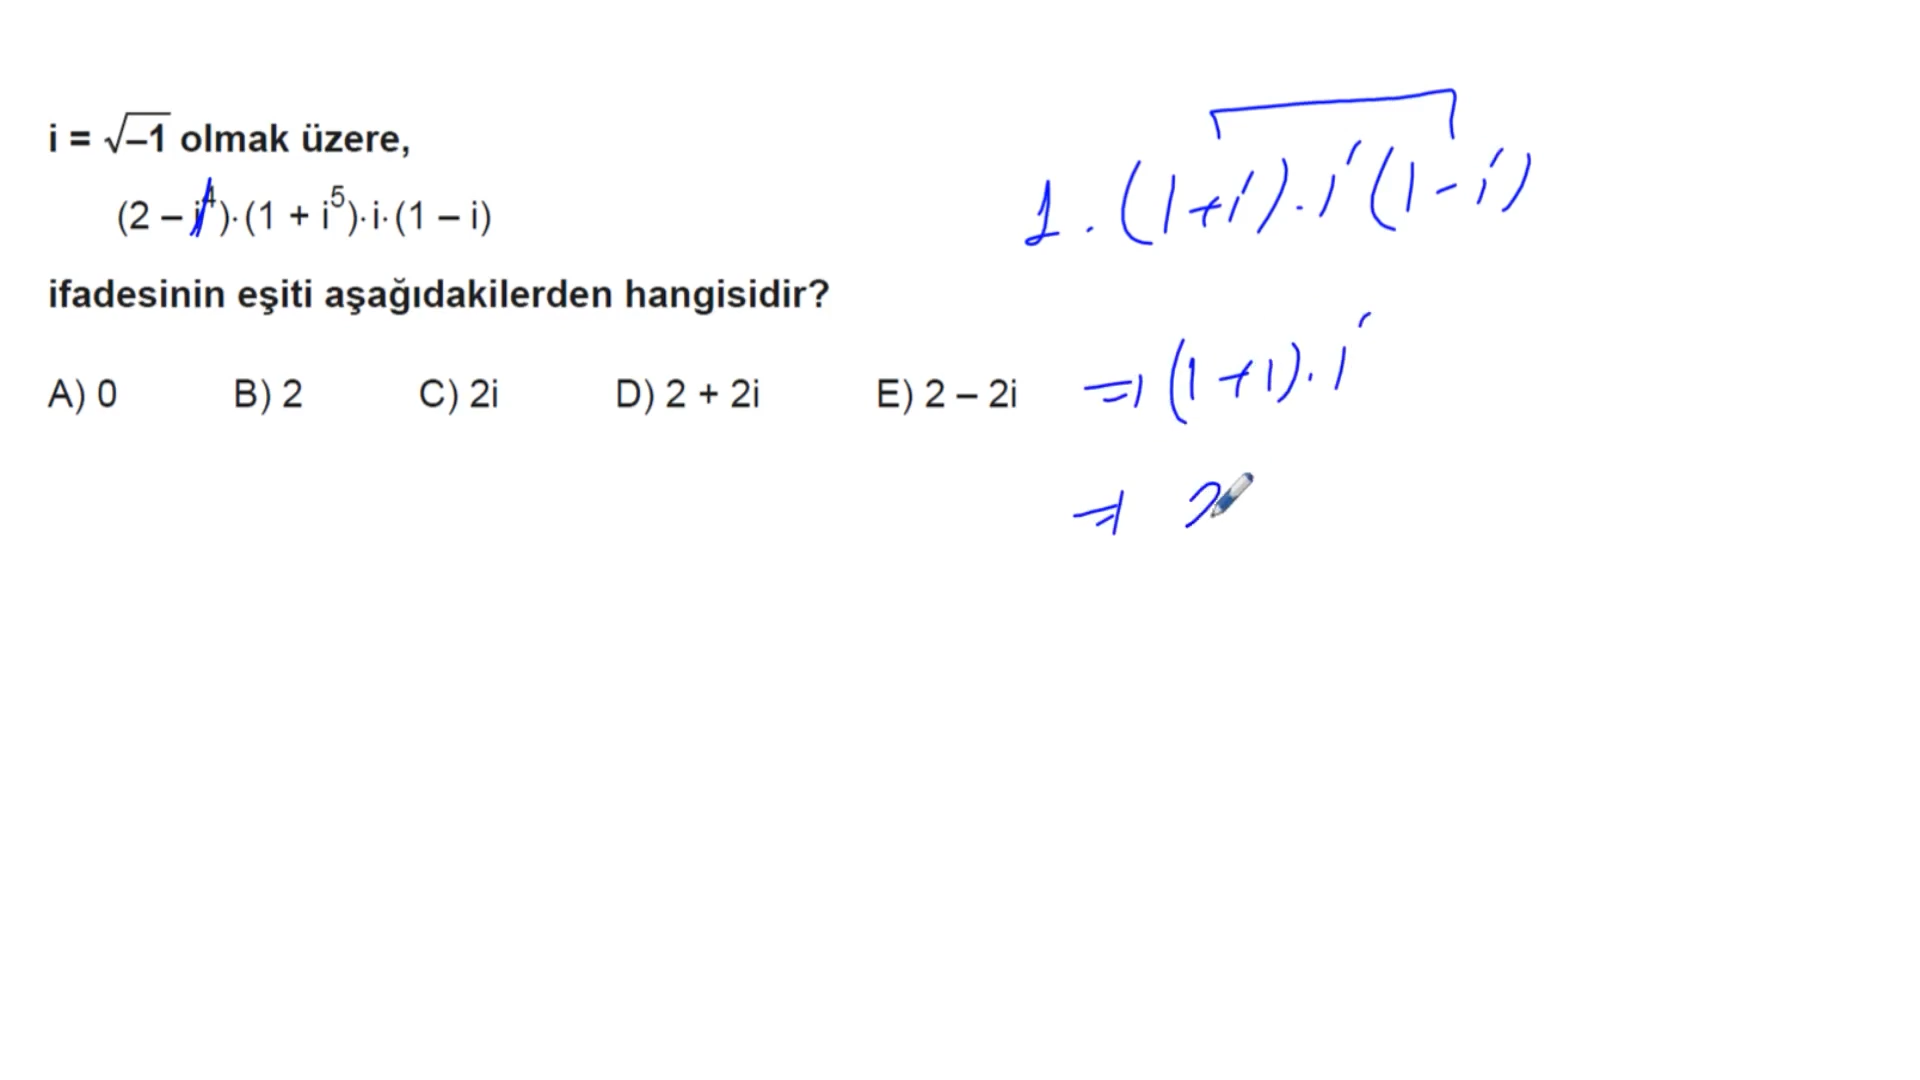 i = √–1 olmak üzere,
(2 – i⁴)·(1 + i⁵)·i·(1 – i)
ifadesinin eşiti aşağıdakilerden hangisidir?
A) 0 B) 2 C) 2i D) 2 + 2i E) 2 – 2i
1 . (1+i) . i (1-i)
⇒ (1+1) . i
⇒ 2